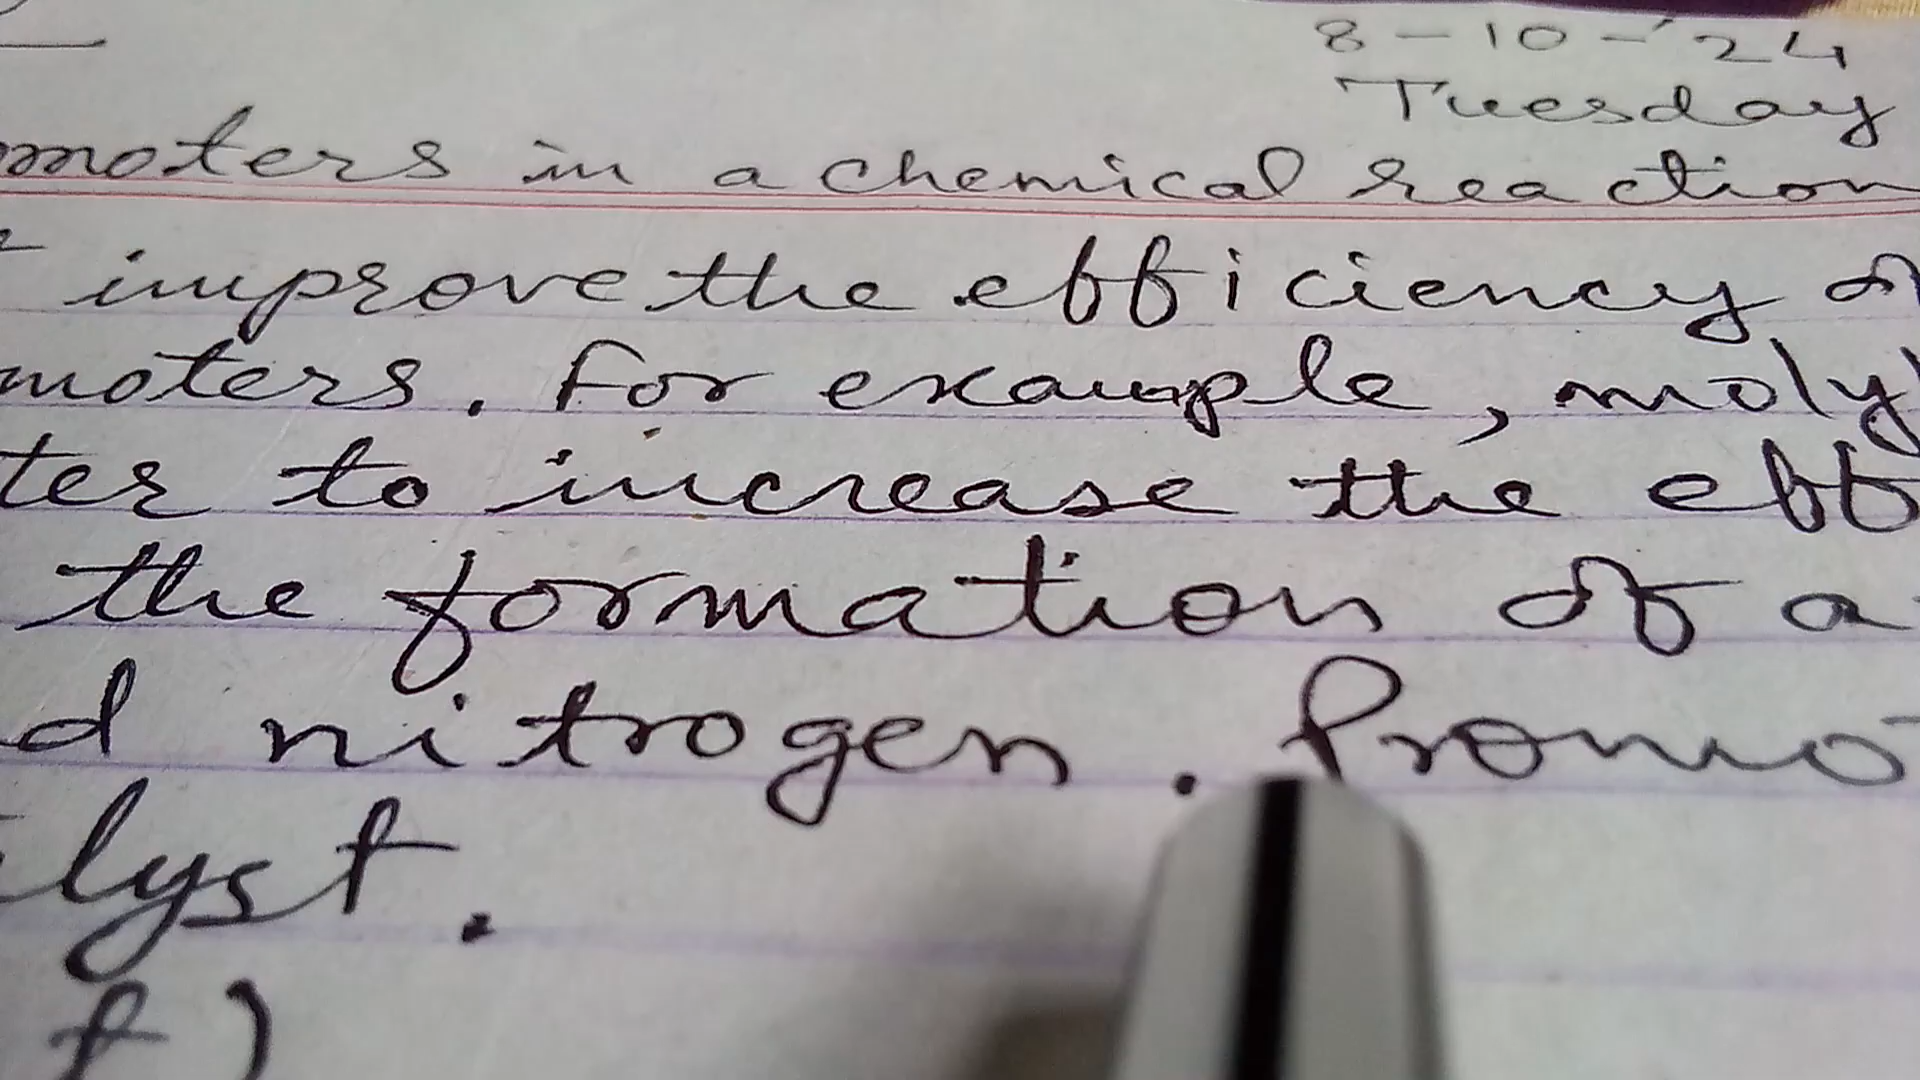 8-10-'24
Tuesday
moters in a chemical reaction
improve the efficiency of
moters. For example, moly
ter to increase the eff
the formation of a
d nitrogen. Promo
lyst.